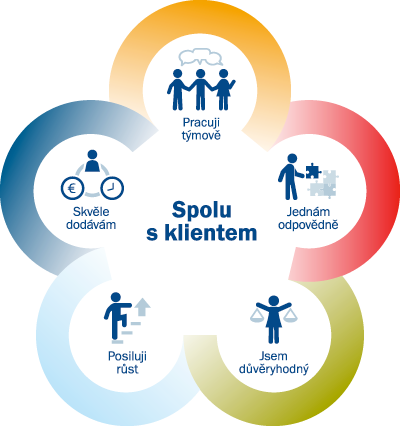 Pracuji
týmově
Jednám
odpovědně
Jsem
důvěryhodný
Posiluji
růst
€
Skvěle
dodávám
Spolu
s klientem